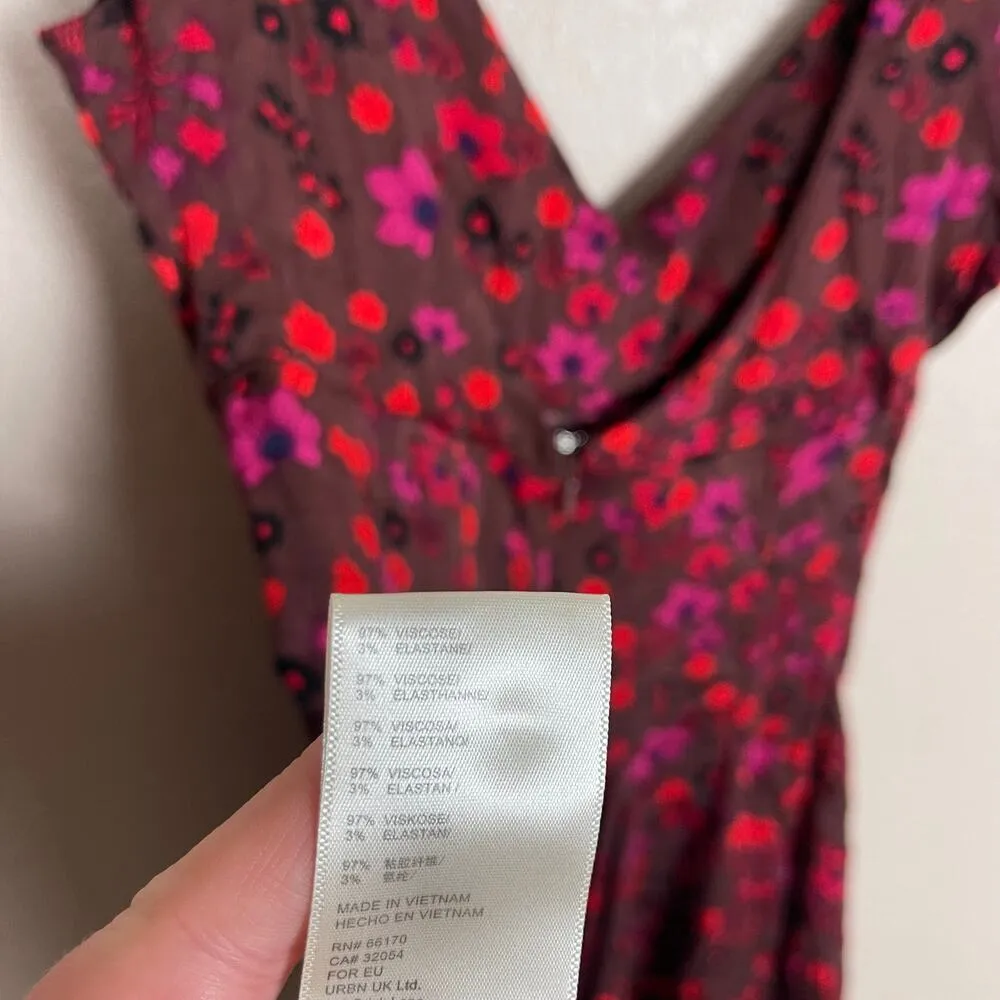 97% VISCOSE/
3% ELASTANE/
97% VISCOSE/
3% ELASTHANNE/
97% VISCOSA/
3% ELASTANO/
97% VISCOSA/
3% ELASTAN /
97% VISKOSE/
3% ELASTAN/
97% 粘胶纤维/
3% 氨纶/
MADE IN VIETNAM
HECHO EN VIETNAM
RN# 66170
CA# 32054
FOR EU
URBN UK Ltd.